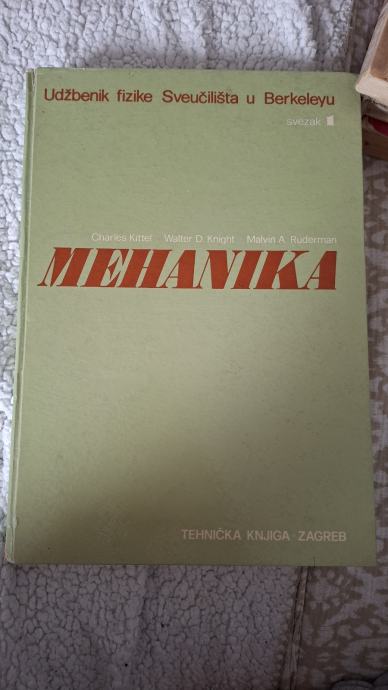 Udžbenik fizike Sveučilišta u Berkeleyu
svezak 1
Charles Kittel Walter D. Knight Malvin A. Ruderman
MEHANIKA
TEHNIČKA KNJIGA · ZAGREB